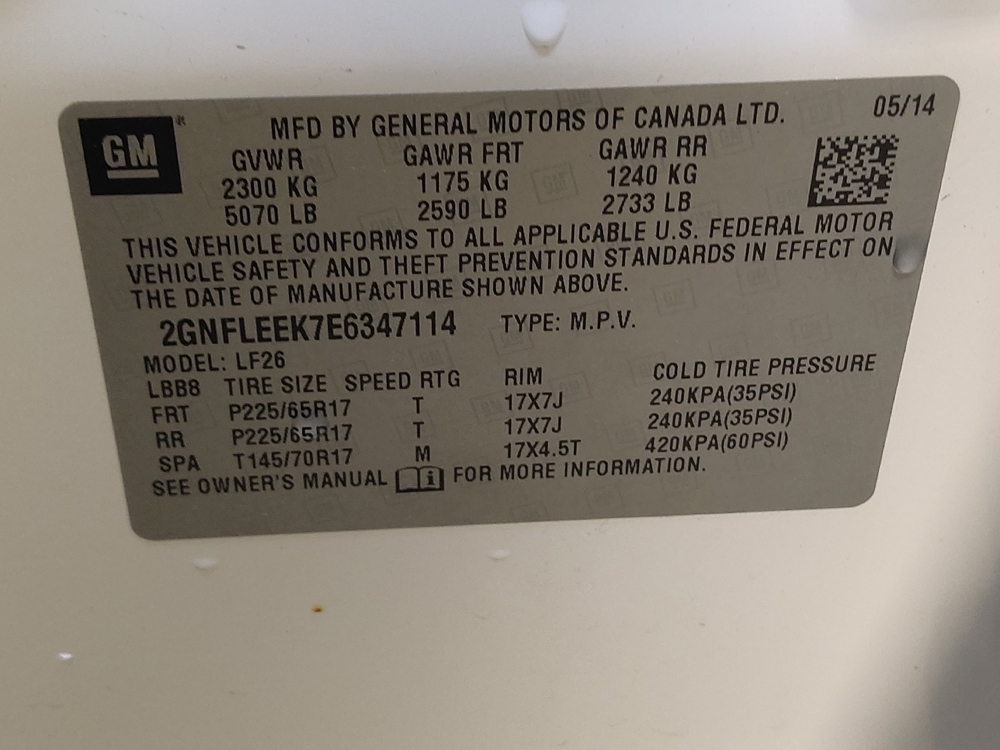 GM
05/14
MFD BY GENERAL MOTORS OF CANADA LTD.
GVWR GAWR FRT GAWR RR
2300 KG 1175 KG 1240 KG
5070 LB 2590 LB 2733 LB
THIS VEHICLE CONFORMS TO ALL APPLICABLE U.S. FEDERAL MOTOR
VEHICLE SAFETY AND THEFT PREVENTION STANDARDS IN EFFECT ON
THE DATE OF MANUFACTURE SHOWN ABOVE.
2GNFLEEK7E6347114 TYPE: M.P.V.
MODEL: LF26
LBB8 TIRE SIZE SPEED RTG RIM COLD TIRE PRESSURE
FRT P225/65R17 T 17X7J 240KPA(35PSI)
RR P225/65R17 T 17X7J 240KPA(35PSI)
SPA T145/70R17 M 17X4.5T 420KPA(60PSI)
SEE OWNER'S MANUAL i FOR MORE INFORMATION.